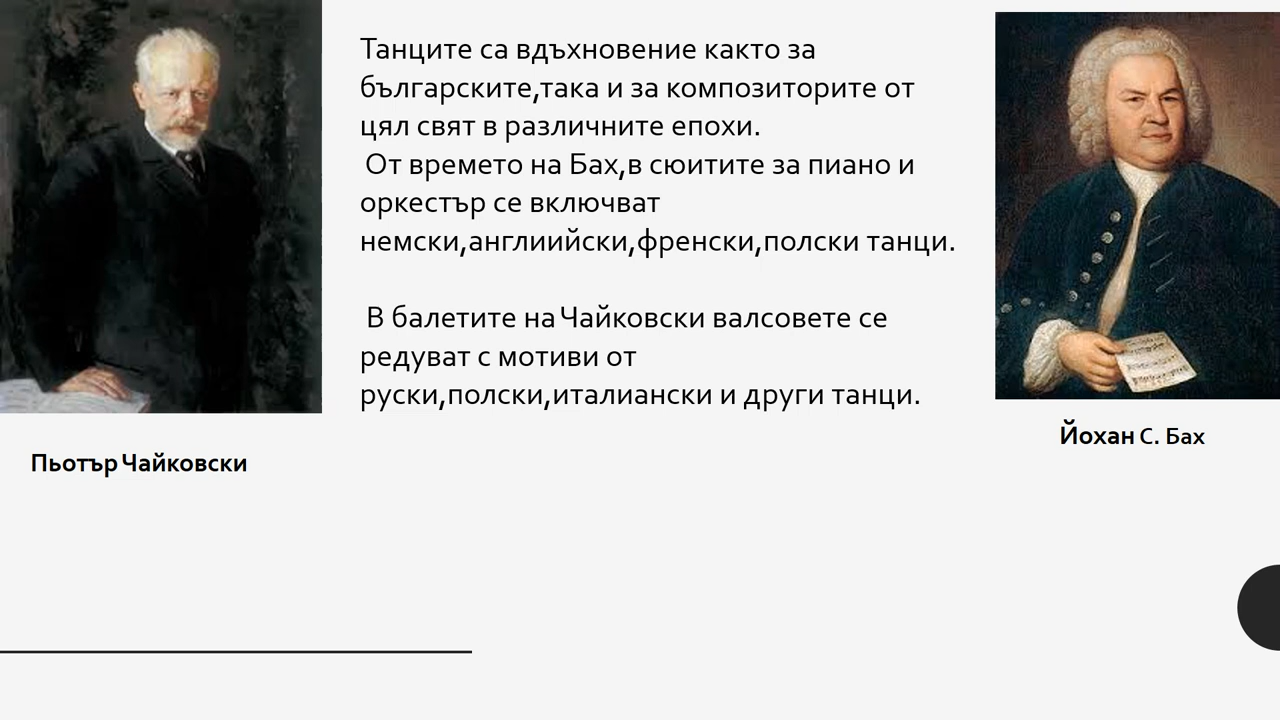 Танците са вдъхновение както за
българските,така и за композиторите от
цял свят в различните епохи.
От времето на Бах,в сюитите за пиано и
оркестър се включват
немски,англиийски,френски,полски танци.
В балетите на Чайковски валсовете се
редуват с мотиви от
руски,полски,италиански и други танци.
Йохан С. Бах
Пьотър Чайковски